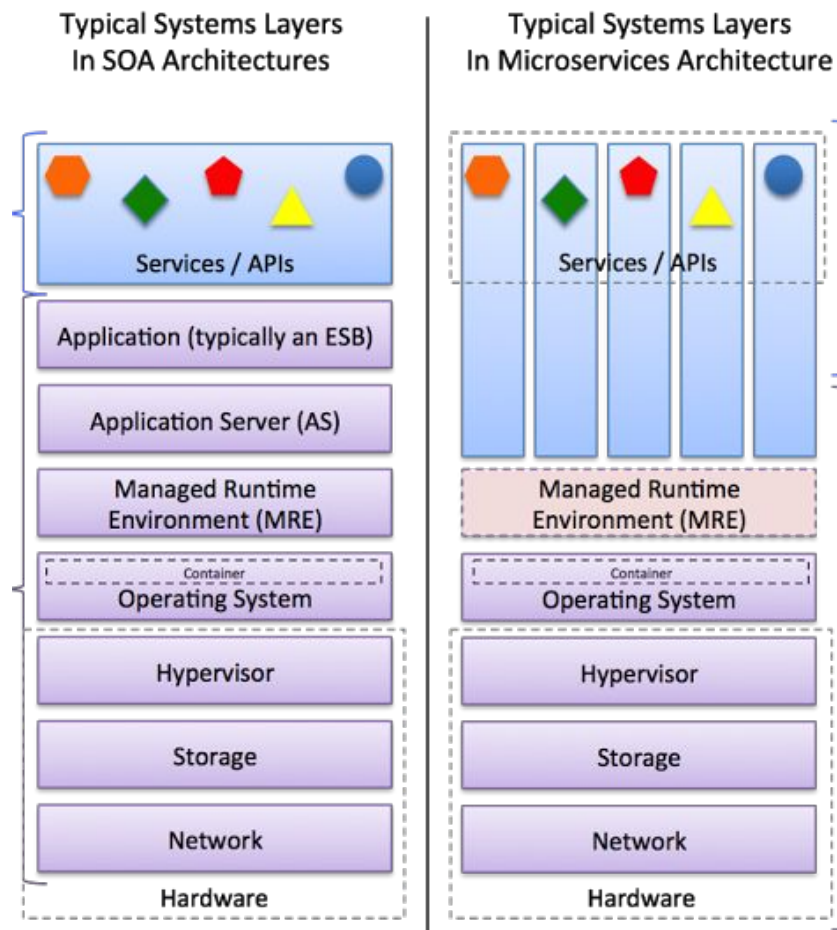 Typical Systems Layers
In SOA Architectures
Services / APIs
Application (typically an ESB)
Application Server (AS)
Managed Runtime
Environment (MRE)
Container
Operating System
Hypervisor
Storage
Network
Hardware
Typical Systems Layers
In Microservices Architecture
Services / APIs
Managed Runtime
Environment (MRE)
Container
Operating System
Hypervisor
Storage
Network
Hardware